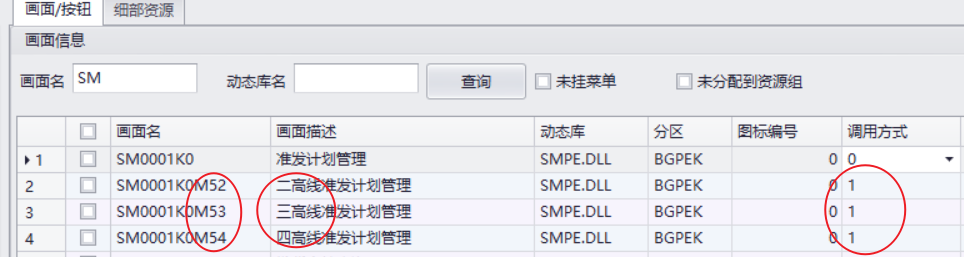 画面/按钮 细部资源
画面信息
画面名 SM 动态库名 查询 未挂菜单 未分配到资源组
画面名 画面描述 动态库 分区 图标编号 调用方式
1 SM0001K0 准发计划管理 SMPE.DLL BGPEK 0 0
2 SM0001K0M52 二高线准发计划管理 SMPE.DLL BGPEK 0 1
3 SM0001K0M53 三高线准发计划管理 SMPE.DLL BGPEK 0 1
4 SM0001K0M54 四高线准发计划管理 SMPE.DLL BGPEK 0 1